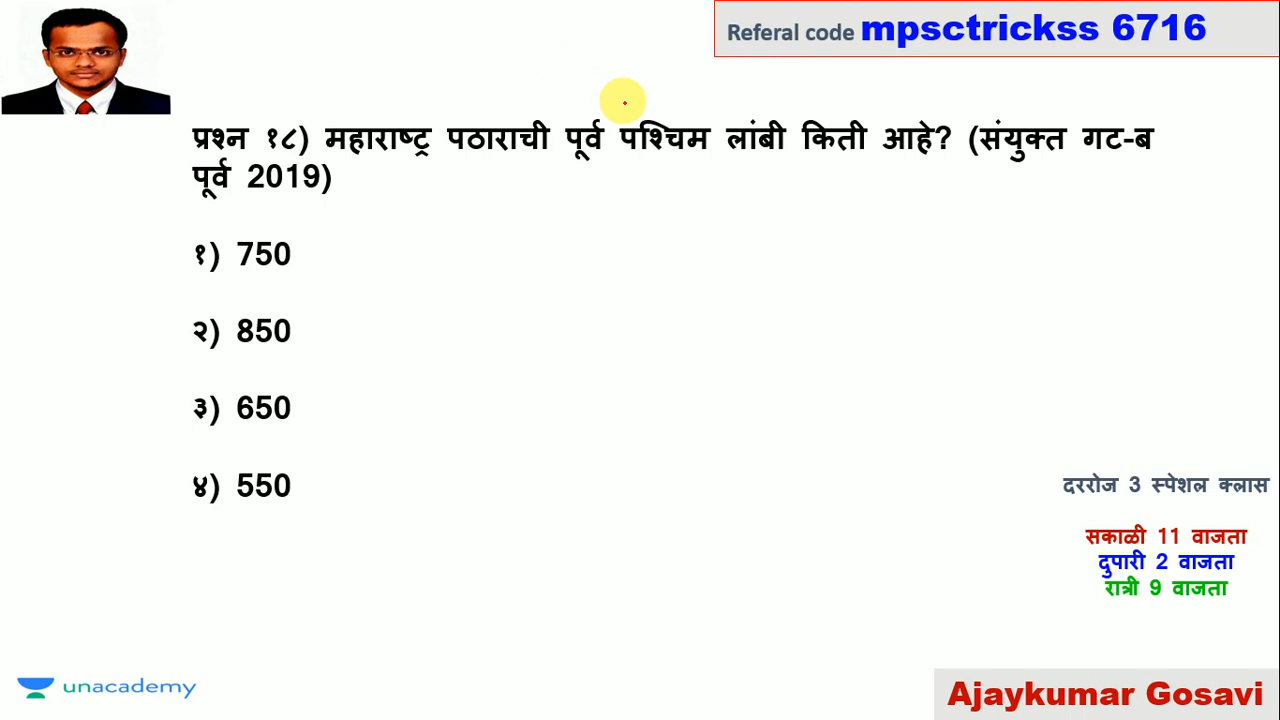 Referal code mpsctrickss 6716
प्रश्न १८) महाराष्ट्र पठाराची पूर्व पश्चिम लांबी किती आहे? (संयुक्त गट-ब
पूर्व 2019)
१) 750
२) 850
३) 650
४) 550
दररोज 3 स्पेशल क्लास
सकाळी 11 वाजता
दुपारी 2 वाजता
रात्री 9 वाजता
unacademy
Ajaykumar Gosavi